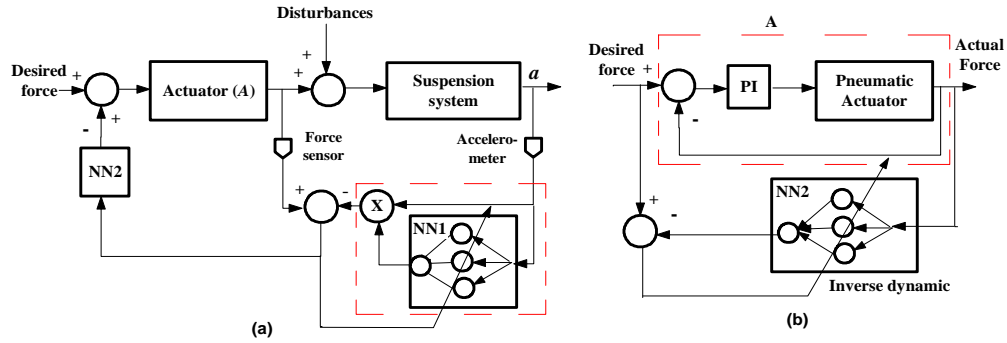 Disturbances
+
Desired
force
+
+
-
Actuator (A)
+
+
Suspension
system
a
Force
sensor
Accelero-
meter
NN2
+
-
X
NN1
(a)
A
Desired
force
+
-
PI
Pneumatic
Actuator
Actual
Force
+
-
NN2
Inverse dynamic
(b)